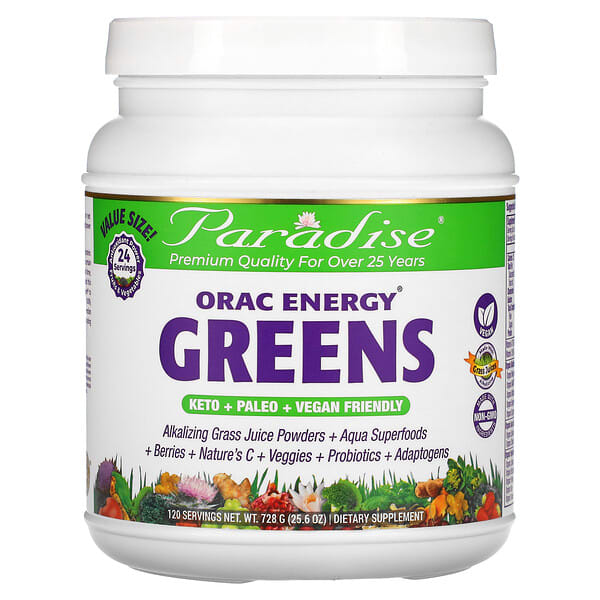 VALUE SIZE!
24
Servings
Paradise®
Premium Quality For Over 25 Years
ORAC ENERGY®
GREENS
KETO + PALEO + VEGAN FRIENDLY
Alkalizing Grass Juice Powders + Aqua Superfoods
+ Berries + Nature's C + Veggies + Probiotics + Adaptogens
120 SERVINGS NET. WT. 728 G (25.6 OZ) | DIETARY SUPPLEMENT
VEGAN
Grass Juices
NON-GMO